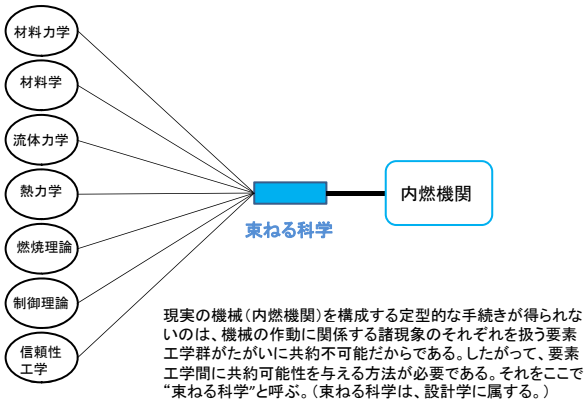 材料力学
材料学
流体力学
熱力学
燃焼理論
制御理論
信頼性
工学
束ねる科学
内燃機関
現実の機械(内燃機関)を構成する定型的な手続きが得られな
いのは、機械の作動に関係する諸現象のそれぞれを扱う要素
工学群がたがいに共約不可能だからである。したがって、要素
工学間に共約可能性を与える方法が必要である。それをここで
“束ねる科学”と呼ぶ。(束ねる科学は、設計学に属する。)